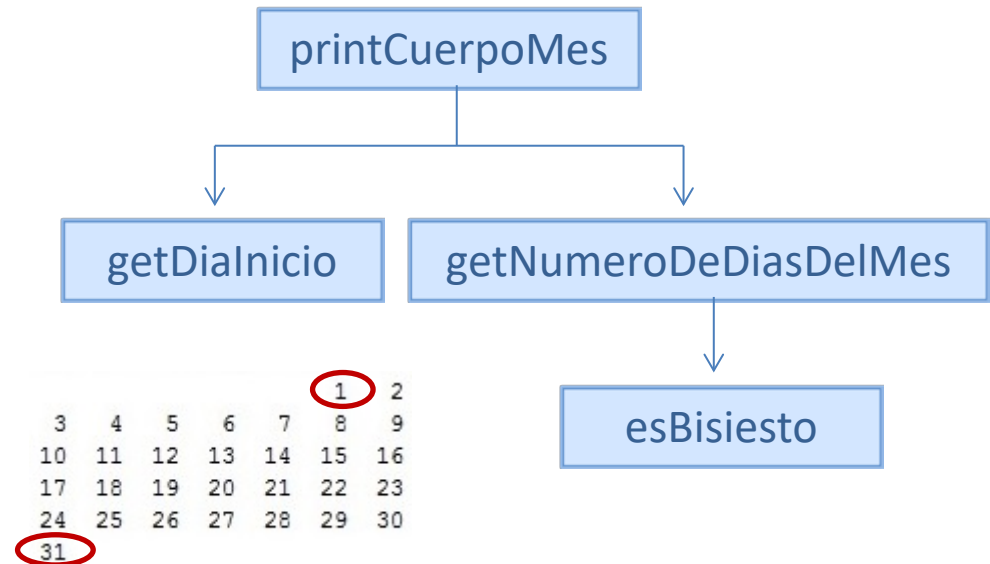 printCuerpoMes
getDiaInicio
getNumeroDeDiasDelMes
esBisiesto
1 2
3 4 5 6 7 8 9
10 11 12 13 14 15 16
17 18 19 20 21 22 23
24 25 26 27 28 29 30
31